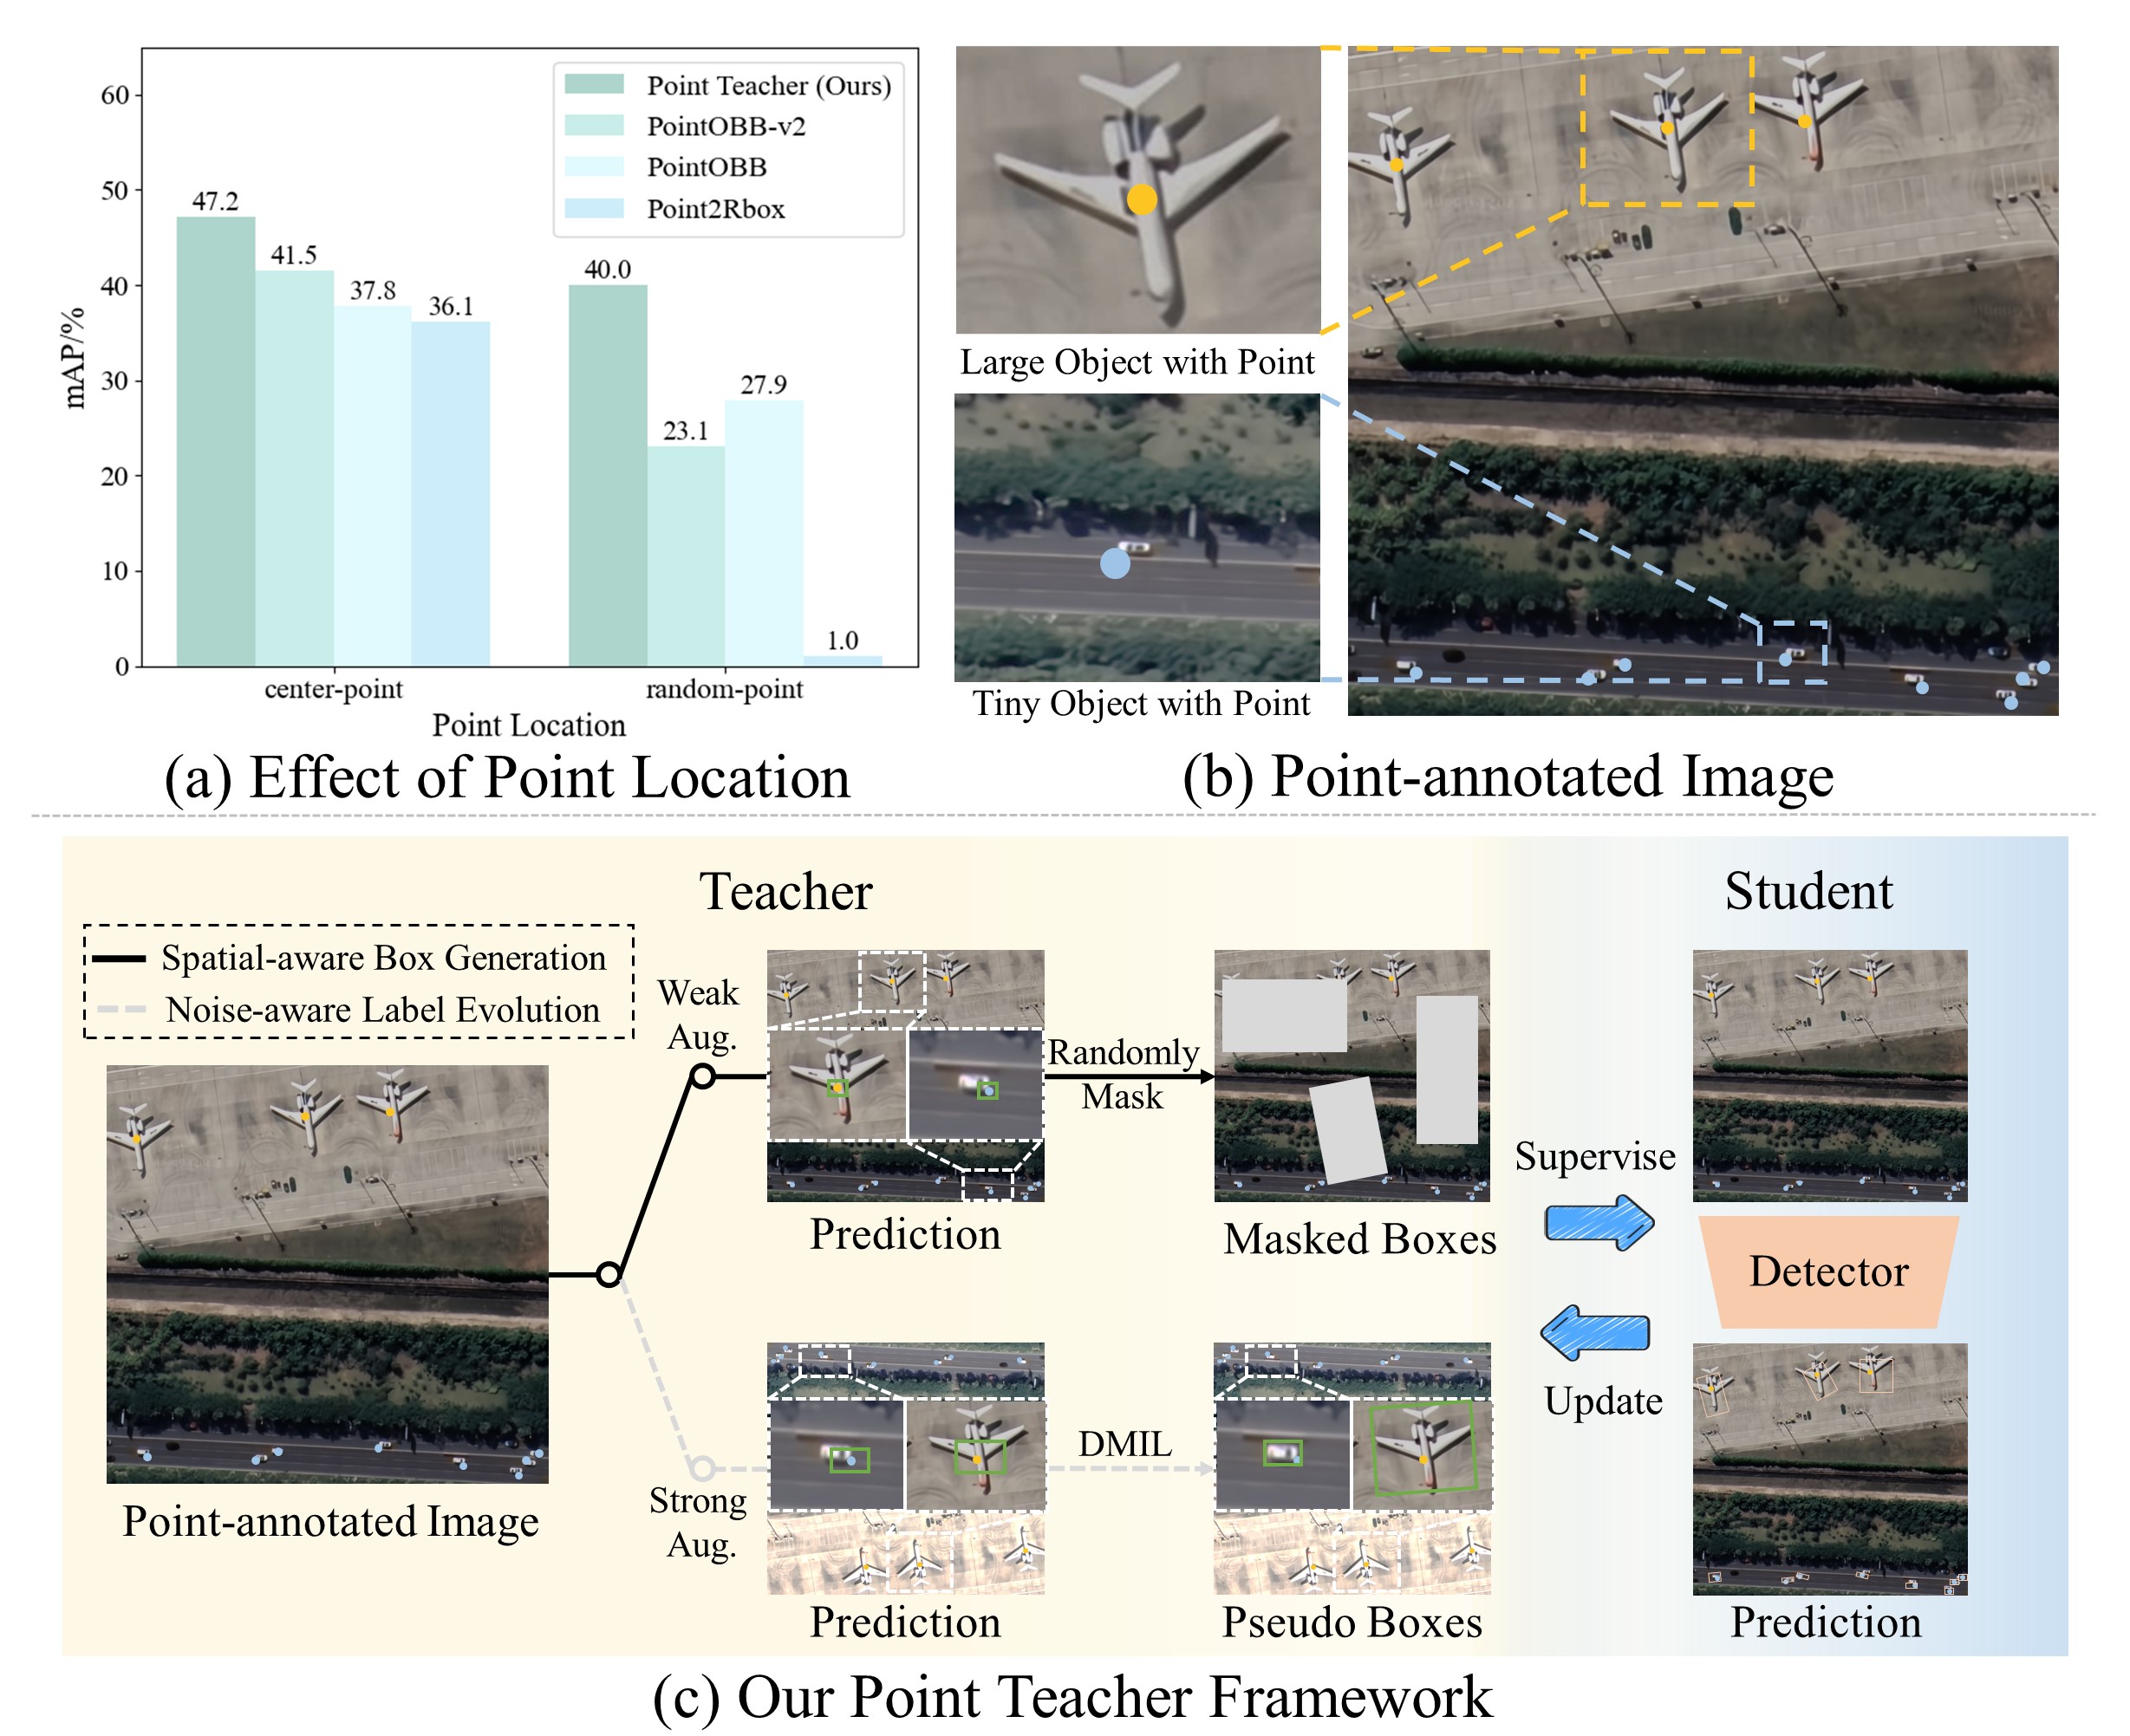 60
50
40
30
20
10
0
mAP/%
Point Teacher (Ours)
PointOBB-v2
PointOBB
Point2Rbox
47.2
41.5
37.8
36.1
40.0
23.1
27.9
1.0
center-point
random-point
Point Location
(a) Effect of Point Location
Large Object with Point
Tiny Object with Point
(b) Point-annotated Image
Teacher
Student
Spatial-aware Box Generation
Noise-aware Label Evolution
Weak
Aug.
Randomly
Mask
Prediction
Masked Boxes
Supervise
Detector
Update
Point-annotated Image
Strong
Aug.
DMIL
Prediction
Pseudo Boxes
Prediction
(c) Our Point Teacher Framework